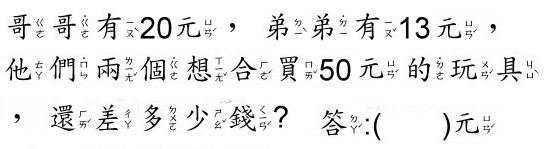 哥哥有20元，弟弟有13元，
他們兩個想合買50元的玩具
，還差多少錢？ 答:(　　)元